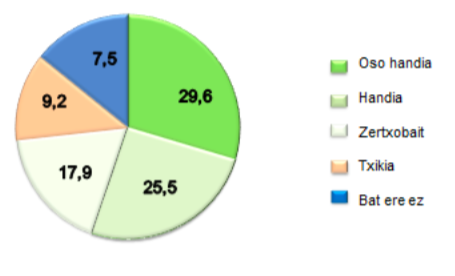 7,5
29,6
9,2
17,9
25,5
Oso handia
Handia
Zertxobait
Txikia
Bat ere ez